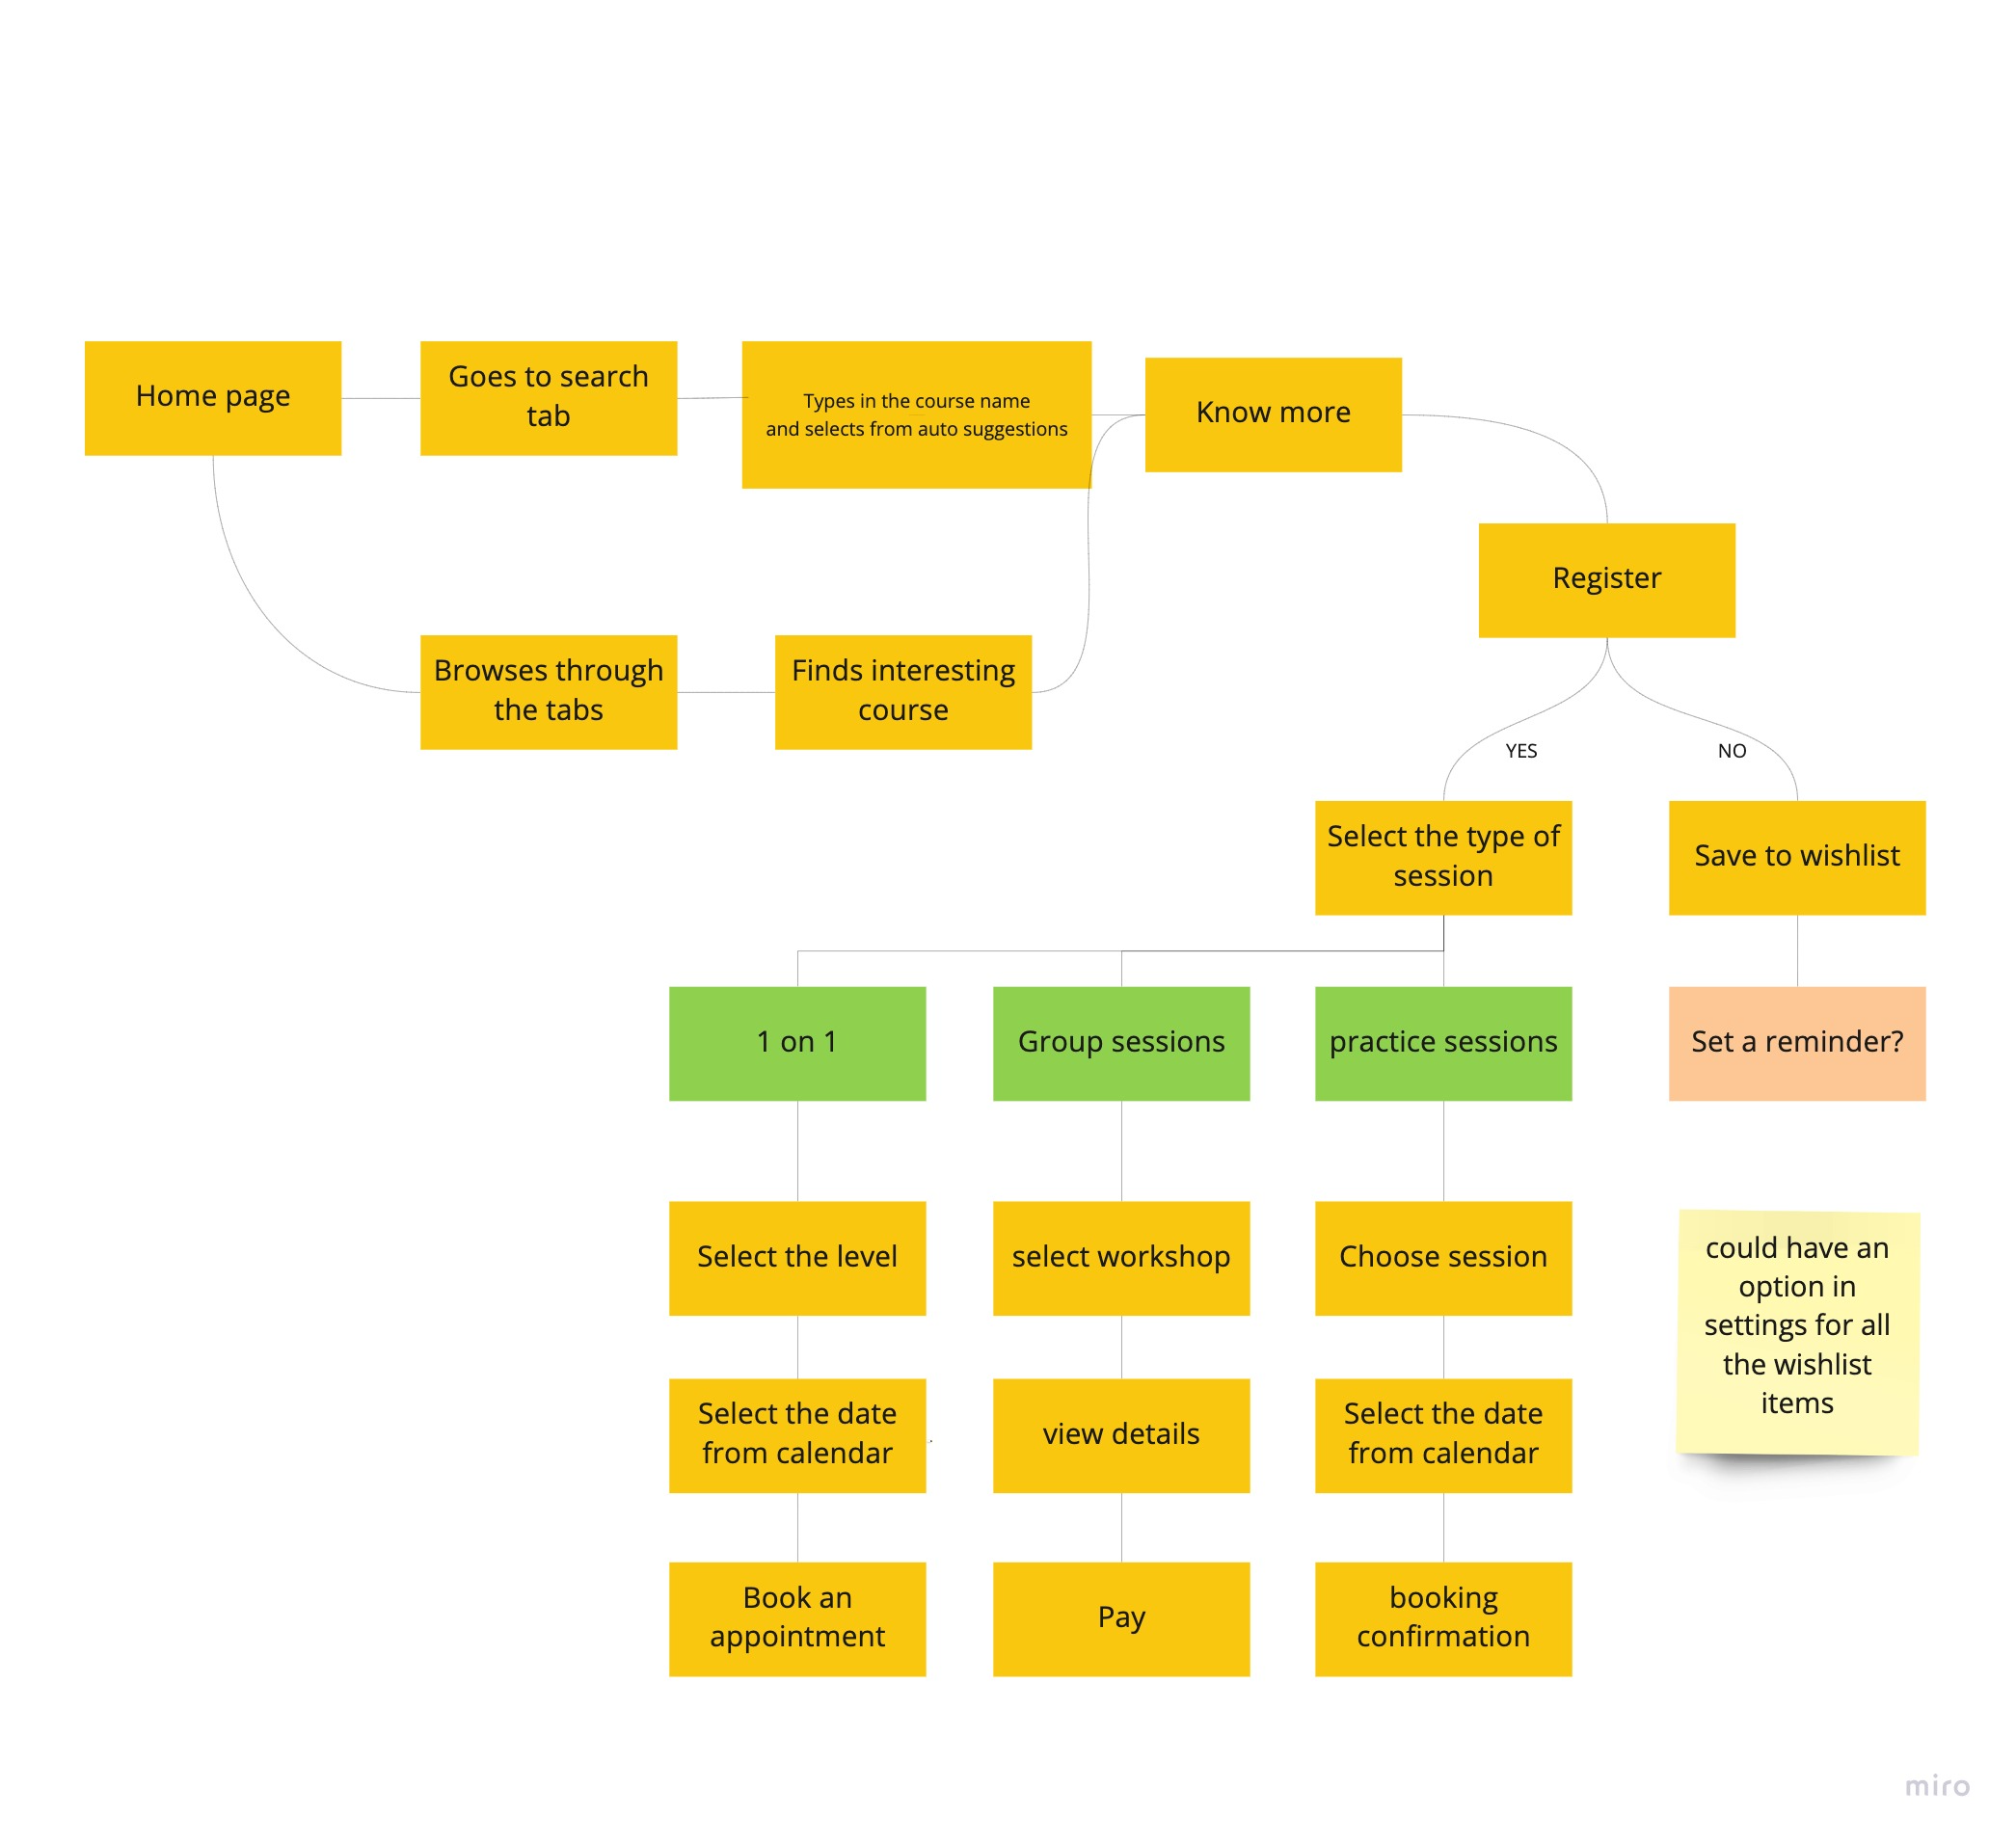 Home page
Goes to search
tab
Types in the course name
and selects from auto suggestions
Know more
Register
Browses through
the tabs
Finds interesting
course
YES
NO
Select the type of
session
Save to wishlist
1 on 1
Group sessions
practice sessions
Set a reminder?
Select the level
select workshop
Choose session
could have an
option in
settings for all
the wishlist
items
Select the date
from calendar
view details
Select the date
from calendar
Book an
appointment
Pay
booking
confirmation
miro